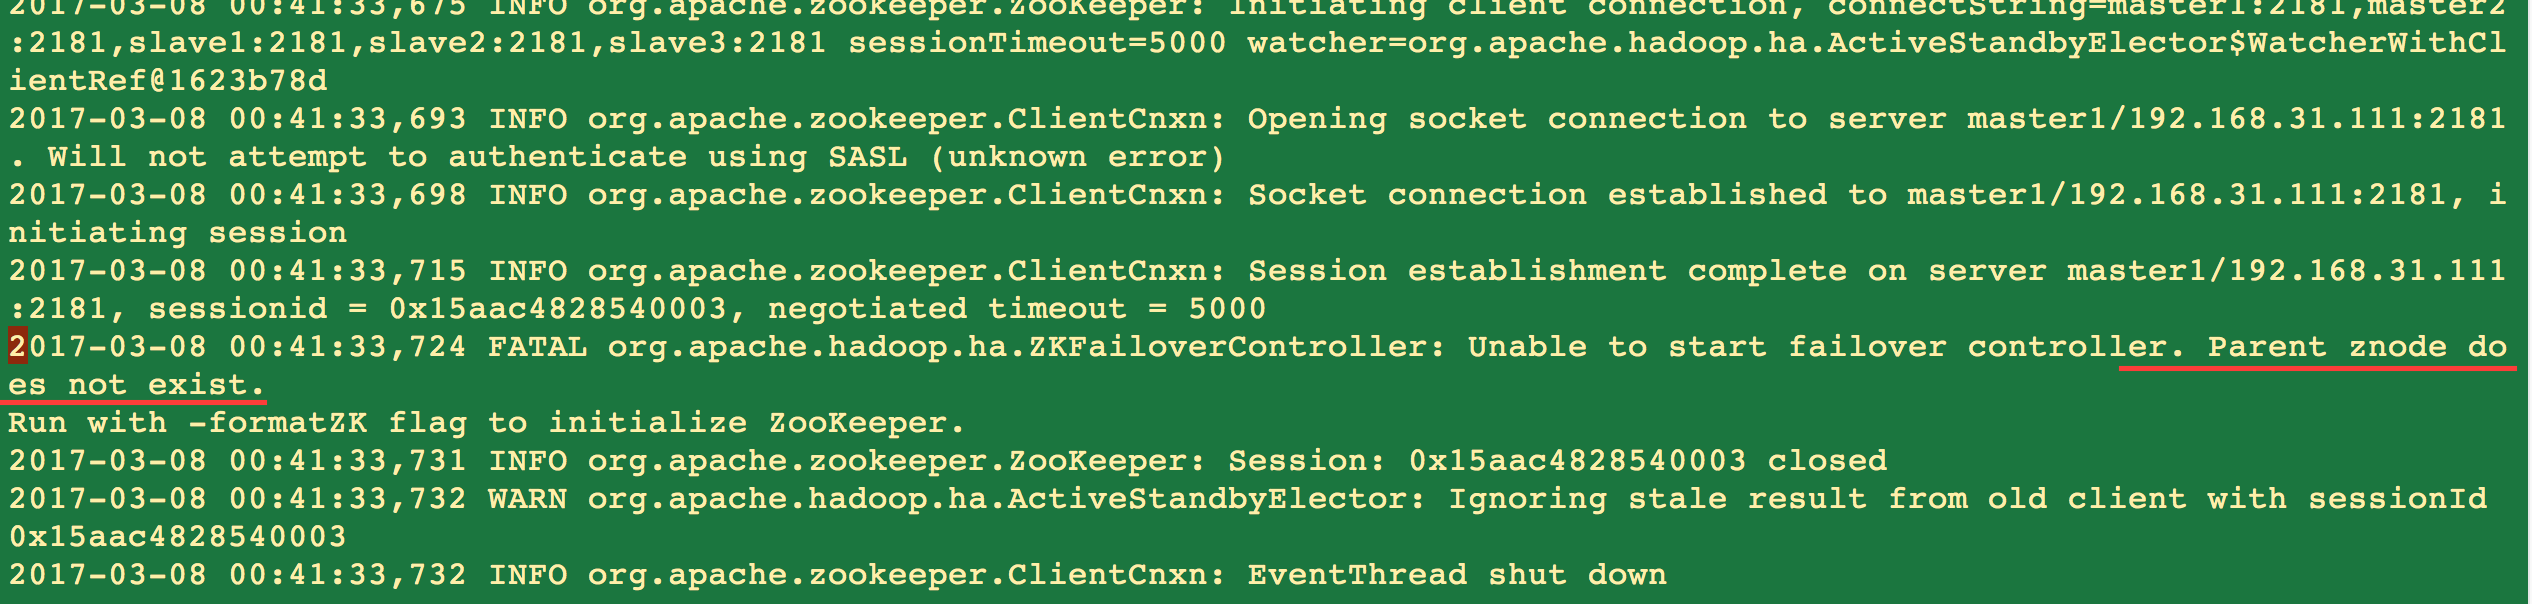 2017-03-08 00:41:33,675 INFO org.apache.zookeeper.ZooKeeper: Initiating client connection, connectString=master1:2181,master2
:2181,slave1:2181,slave2:2181,slave3:2181 sessionTimeout=5000 watcher=org.apache.hadoop.ha.ActiveStandbyElector$WatcherWithCl
ientRef@1623b78d
2017-03-08 00:41:33,693 INFO org.apache.zookeeper.ClientCnxn: Opening socket connection to server master1/192.168.31.111:2181
. Will not attempt to authenticate using SASL (unknown error)
2017-03-08 00:41:33,698 INFO org.apache.zookeeper.ClientCnxn: Socket connection established to master1/192.168.31.111:2181, i
nitiating session
2017-03-08 00:41:33,715 INFO org.apache.zookeeper.ClientCnxn: Session establishment complete on server master1/192.168.31.111
:2181, sessionid = 0x15aac4828540003, negotiated timeout = 5000
2017-03-08 00:41:33,724 FATAL org.apache.hadoop.ha.ZKFailoverController: Unable to start failover controller. Parent znode do
es not exist.
Run with -formatZK flag to initialize ZooKeeper.
2017-03-08 00:41:33,731 INFO org.apache.zookeeper.ZooKeeper: Session: 0x15aac4828540003 closed
2017-03-08 00:41:33,732 WARN org.apache.hadoop.ha.ActiveStandbyElector: Ignoring stale result from old client with sessionId
0x15aac4828540003
2017-03-08 00:41:33,732 INFO org.apache.zookeeper.ClientCnxn: EventThread shut down